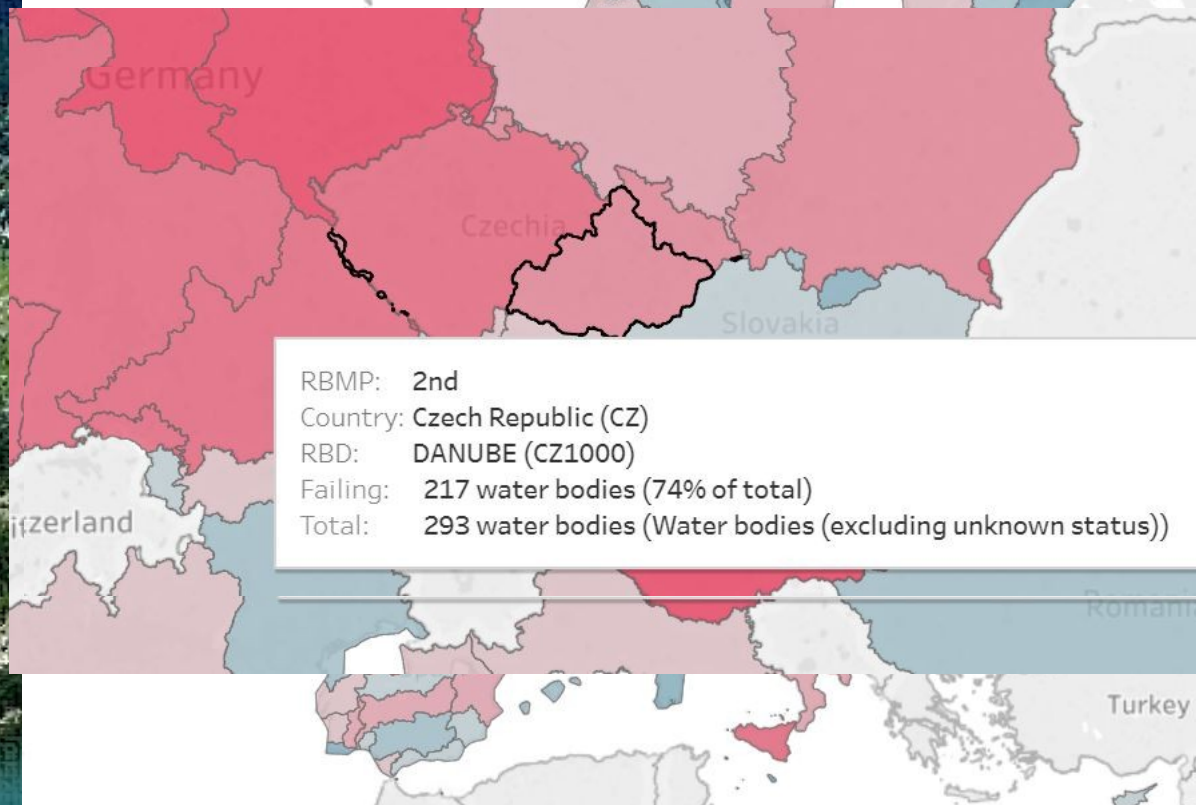 Germany
Czechia
Slovakia
RBMP: 2nd
Country: Czech Republic (CZ)
RBD: DANUBE (CZ1000)
Failing: 217 water bodies (74% of total)
Total: 293 water bodies (Water bodies (excluding unknown status))
itzerland
Romani
Turkey